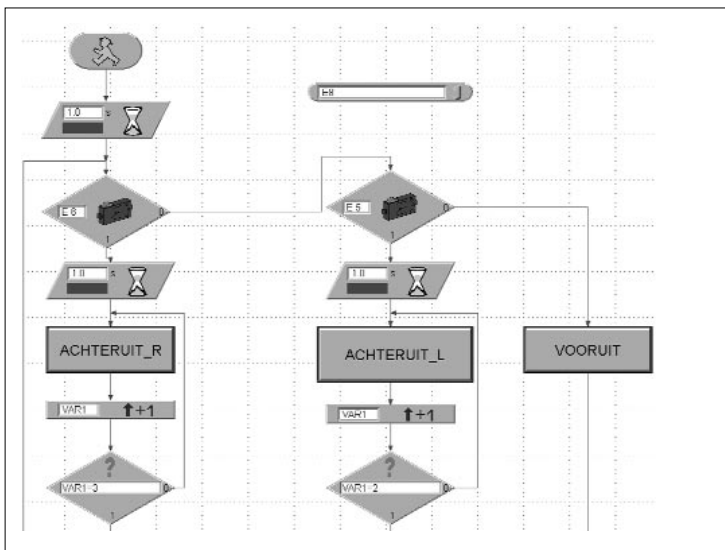 E8
1.0 s
E 6
0
1
E 5
0
1
1.0 s
1.0 s
ACHTERUIT_R
ACHTERUIT_L
VOORUIT
VAR1 +1
VAR1 +1
?
VAR1=3
0
1
?
VAR1=2
0
1